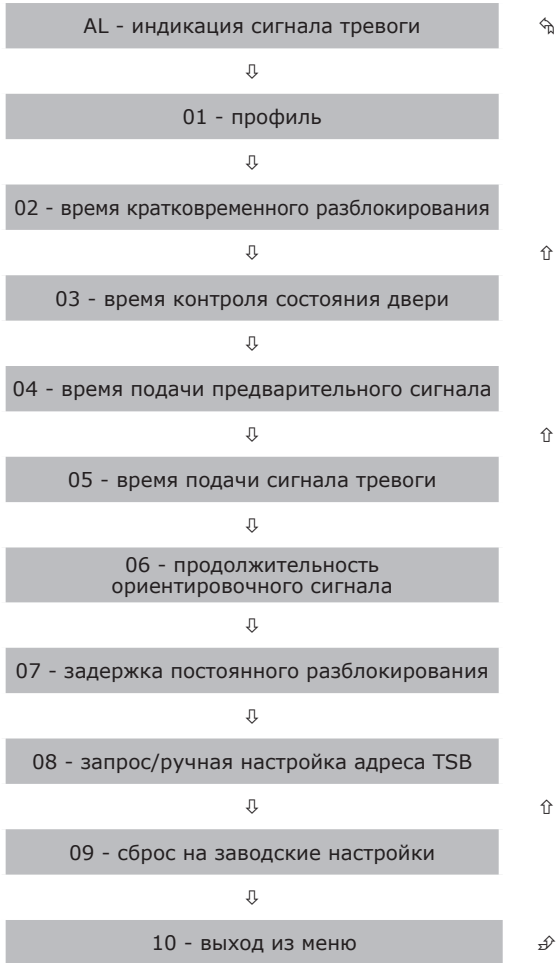 AL - индикация сигнала тревоги
⇩
01 - профиль
⇩
02 - время кратковременного разблокирования
⇩ ⇧
03 - время контроля состояния двери
⇩
04 - время подачи предварительного сигнала
⇩ ⇧
05 - время подачи сигнала тревоги
⇩
06 - продолжительность
ориентировочного сигнала
⇩
07 - задержка постоянного разблокирования
⇩
08 - запрос/ручная настройка адреса TSB
⇩ ⇧
09 - сброс на заводские настройки
⇩
10 - выход из меню